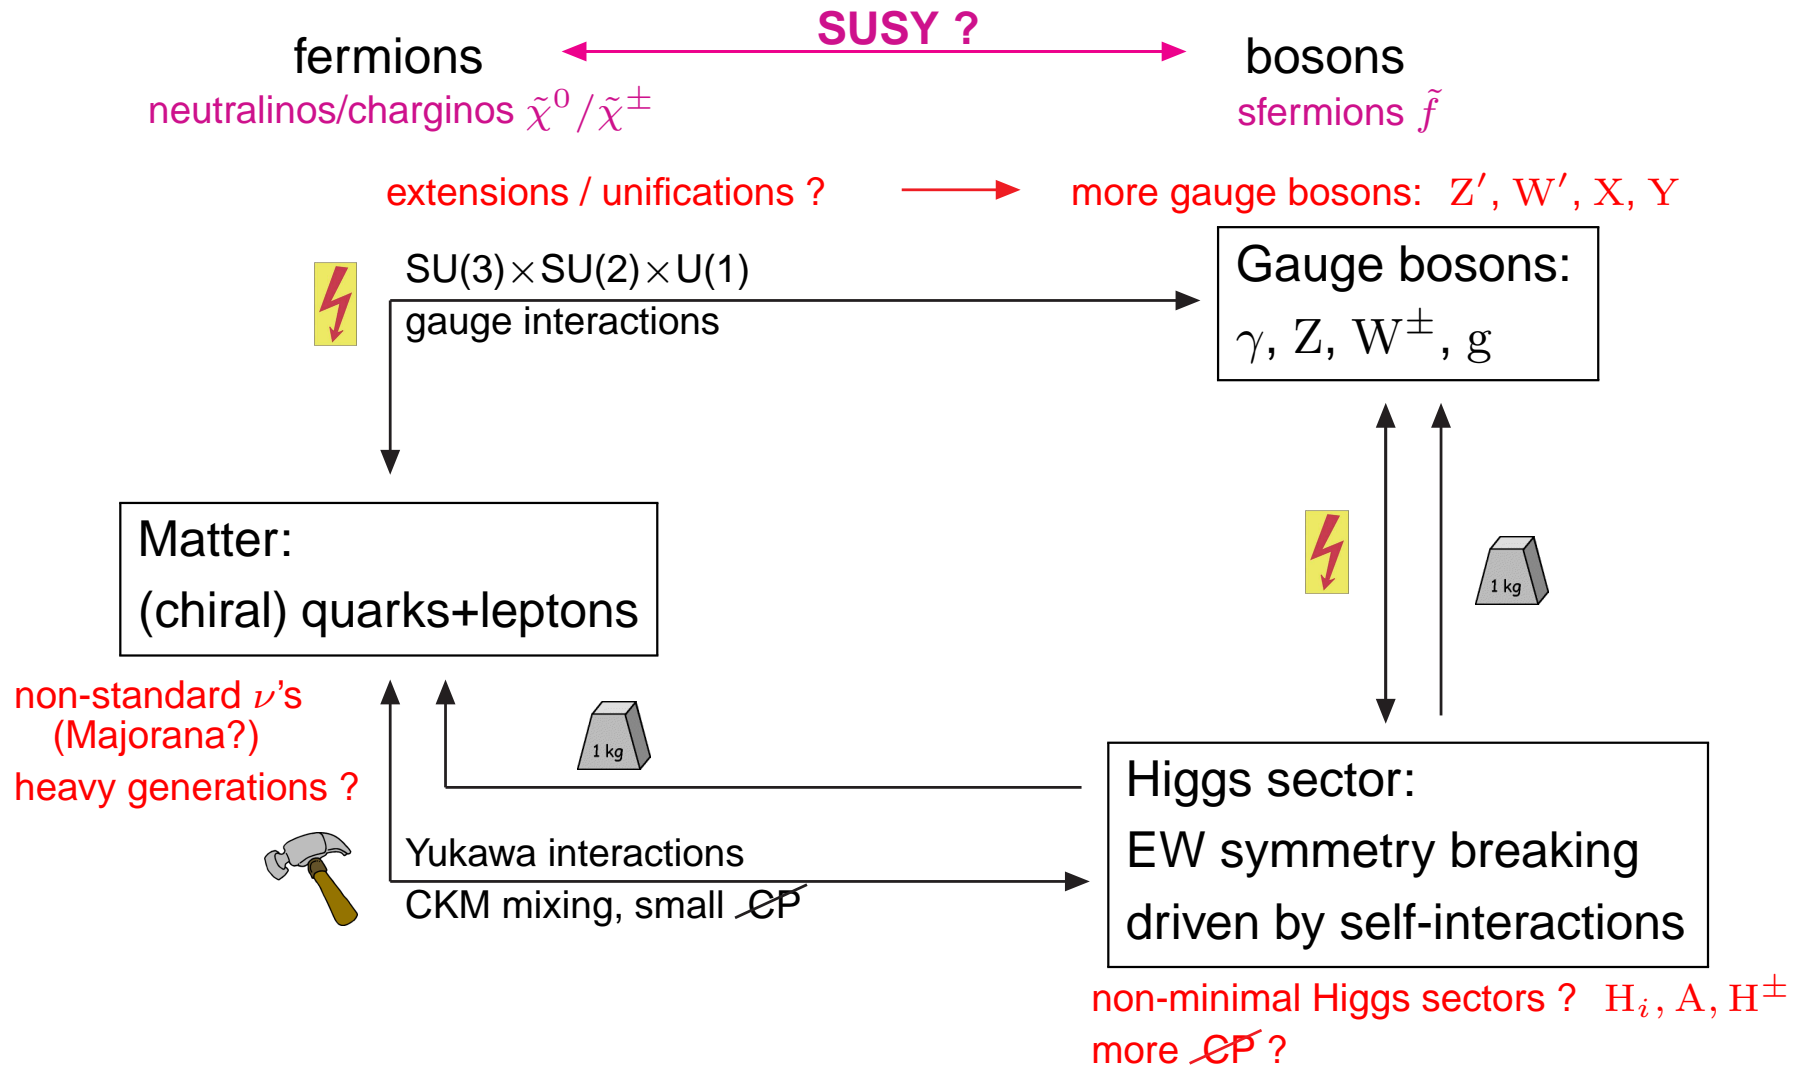 SUSY ?
fermions
bosons
neutralinos/charginos χ̃⁰/χ̃±
sfermions f̃
extensions / unifications ?
more gauge bosons: Z′, W′, X, Y
SU(3)×SU(2)×U(1)
gauge interactions
Gauge bosons:
γ, Z, W±, g
Matter:
(chiral) quarks+leptons
1 kg
non-standard ν's
(Majorana?)
heavy generations ?
1 kg
Higgs sector:
EW symmetry breaking
driven by self-interactions
Yukawa interactions
CKM mixing, small C̸P̸
non-minimal Higgs sectors ? Hᵢ, A, H±
more C̸P̸ ?